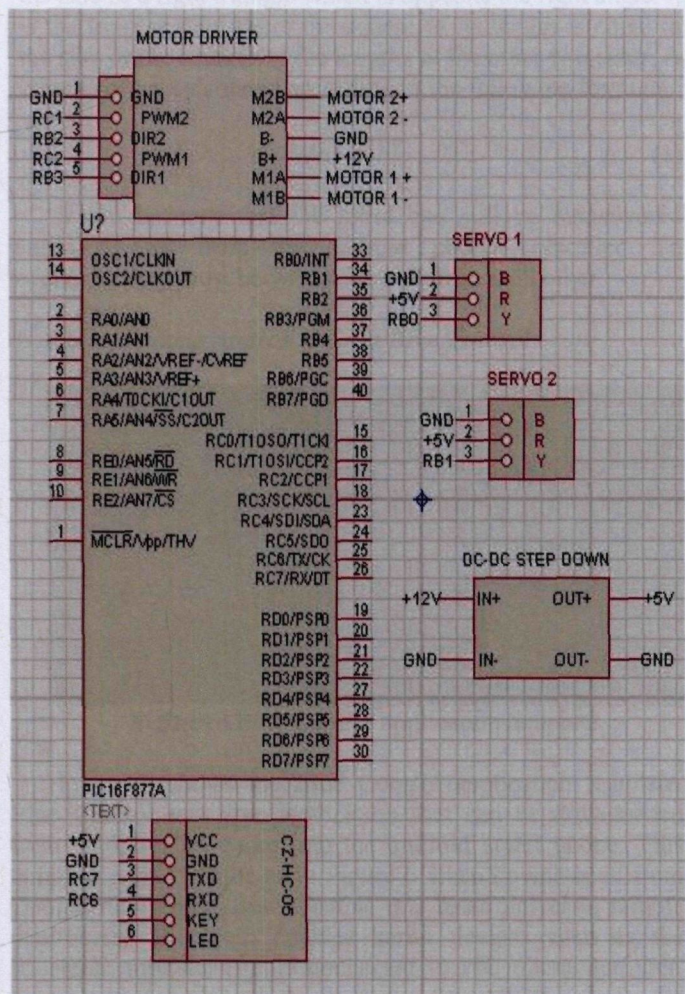 MOTOR DRIVER
GND 1 GND M2B MOTOR 2+
RC1 2 PWM2 M2A MOTOR 2 -
RB2 3 DIR2 B- GND
RC2 4 PWM1 B+ +12V
RB3 5 DIR1 M1A MOTOR 1 +
M1B MOTOR 1 -
U?
13 OSC1/CLKIN RB0/INT 33
14 OSC2/CLKOUT RB1 34
RB2 35
2 RA0/AN0 RB3/PGM 36
3 RA1/AN1 RB4 37
4 RA2/AN2/VREF-/CVREF RB5 38
5 RA3/AN3/VREF+ RB6/PGC 39
6 RA4/T0CKI/C1OUT RB7/PGD 40
7 RA5/AN4/SS/C2OUT
RC0/T1OSO/T1CKI 15
8 RE0/AN5/RD RC1/T1OSI/CCP2 16
9 RE1/AN6/WR RC2/CCP1 17
10 RE2/AN7/CS RC3/SCK/SCL 18
RC4/SDI/SDA 23
1 MCLR/Vpp/THV RC5/SDO 24
RC6/TX/CK 25
RC7/RX/DT 26
RD0/PSP0 19
RD1/PSP1 20
RD2/PSP2 21
RD3/PSP3 22
RD4/PSP4 27
RD5/PSP5 28
RD6/PSP6 29
RD7/PSP7 30
PIC16F877A
<TEXT>
SERVO 1
GND 1 B
+5V 2 R
RB0 3 Y
SERVO 2
GND 1 B
+5V 2 R
RB1 3 Y
DC-DC STEP DOWN
+12V IN+ OUT+ +5V
GND IN- OUT- GND
+5V 1 VCC
GND 2 GND
RC7 3 TXD
RC6 4 RXD
5 KEY
6 LED
CZ-HC-05